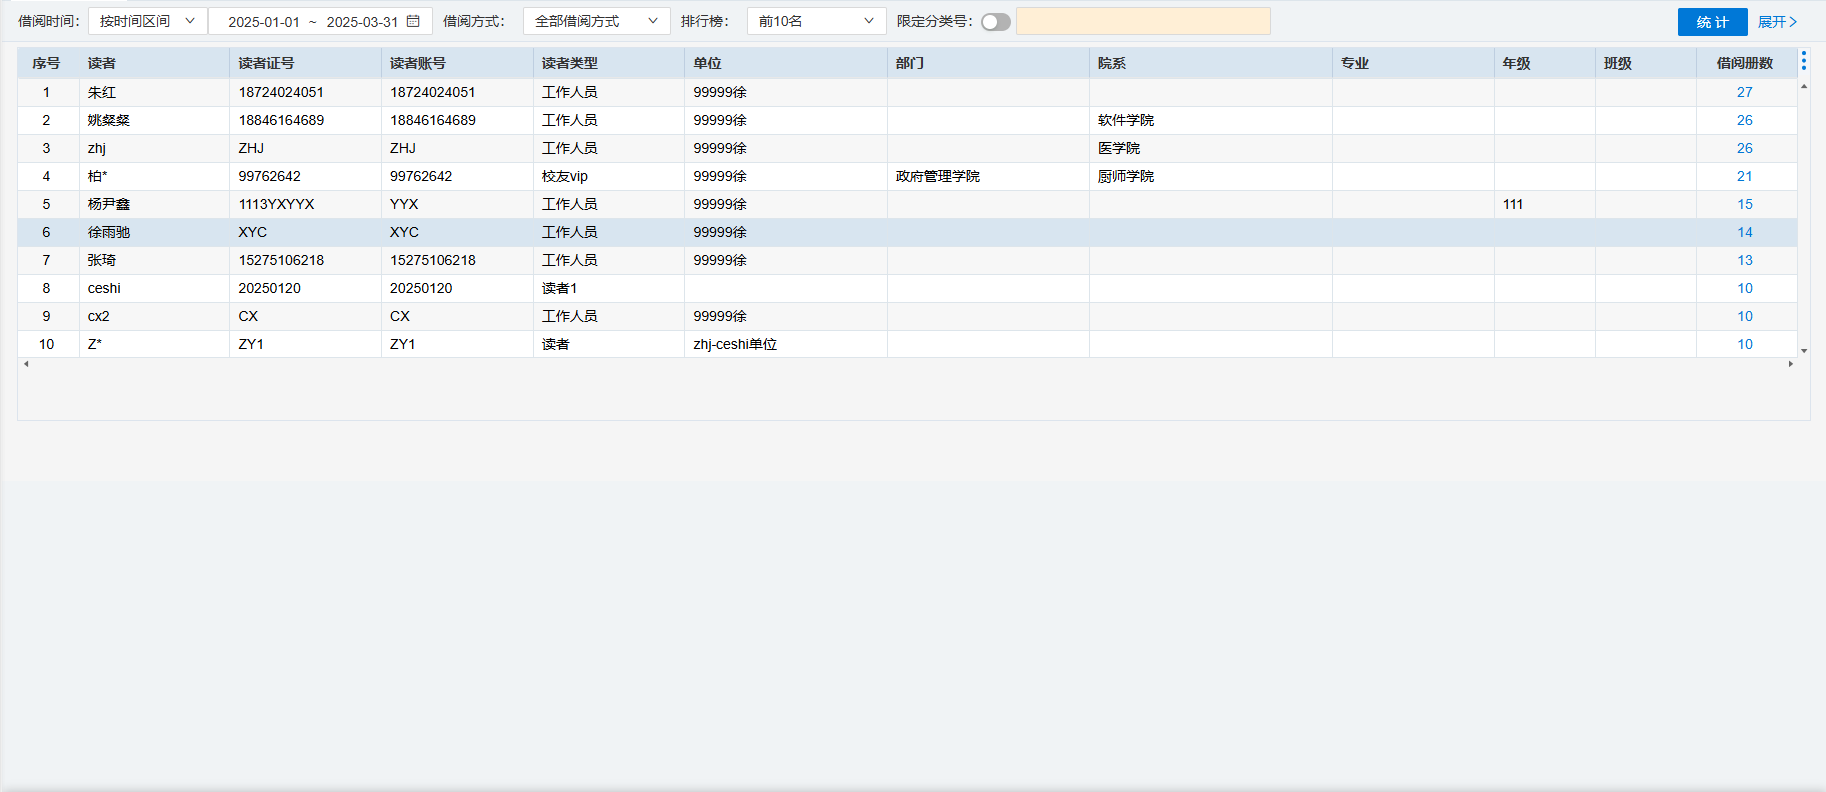 借阅时间： 按时间区间 2025-01-01 ~ 2025-03-31 借阅方式： 全部借阅方式 排行榜： 前10名 限定分类号： 统 计 展开
序号 读者 读者证号 读者账号 读者类型 单位 部门 院系 专业 年级 班级 借阅册数
1 朱红 18724024051 18724024051 工作人员 99999徐 27
2 姚粲粲 18846164689 18846164689 工作人员 99999徐 软件学院 26
3 zhj ZHJ ZHJ 工作人员 99999徐 医学院 26
4 柏* 99762642 99762642 校友vip 99999徐 政府管理学院 厨师学院 21
5 杨尹鑫 1113YXYYX YYX 工作人员 99999徐 111 15
6 徐雨驰 XYC XYC 工作人员 99999徐 14
7 张琦 15275106218 15275106218 工作人员 99999徐 13
8 ceshi 20250120 20250120 读者1 10
9 cx2 CX CX 工作人员 99999徐 10
10 Z* ZY1 ZY1 读者 zhj-ceshi单位 10